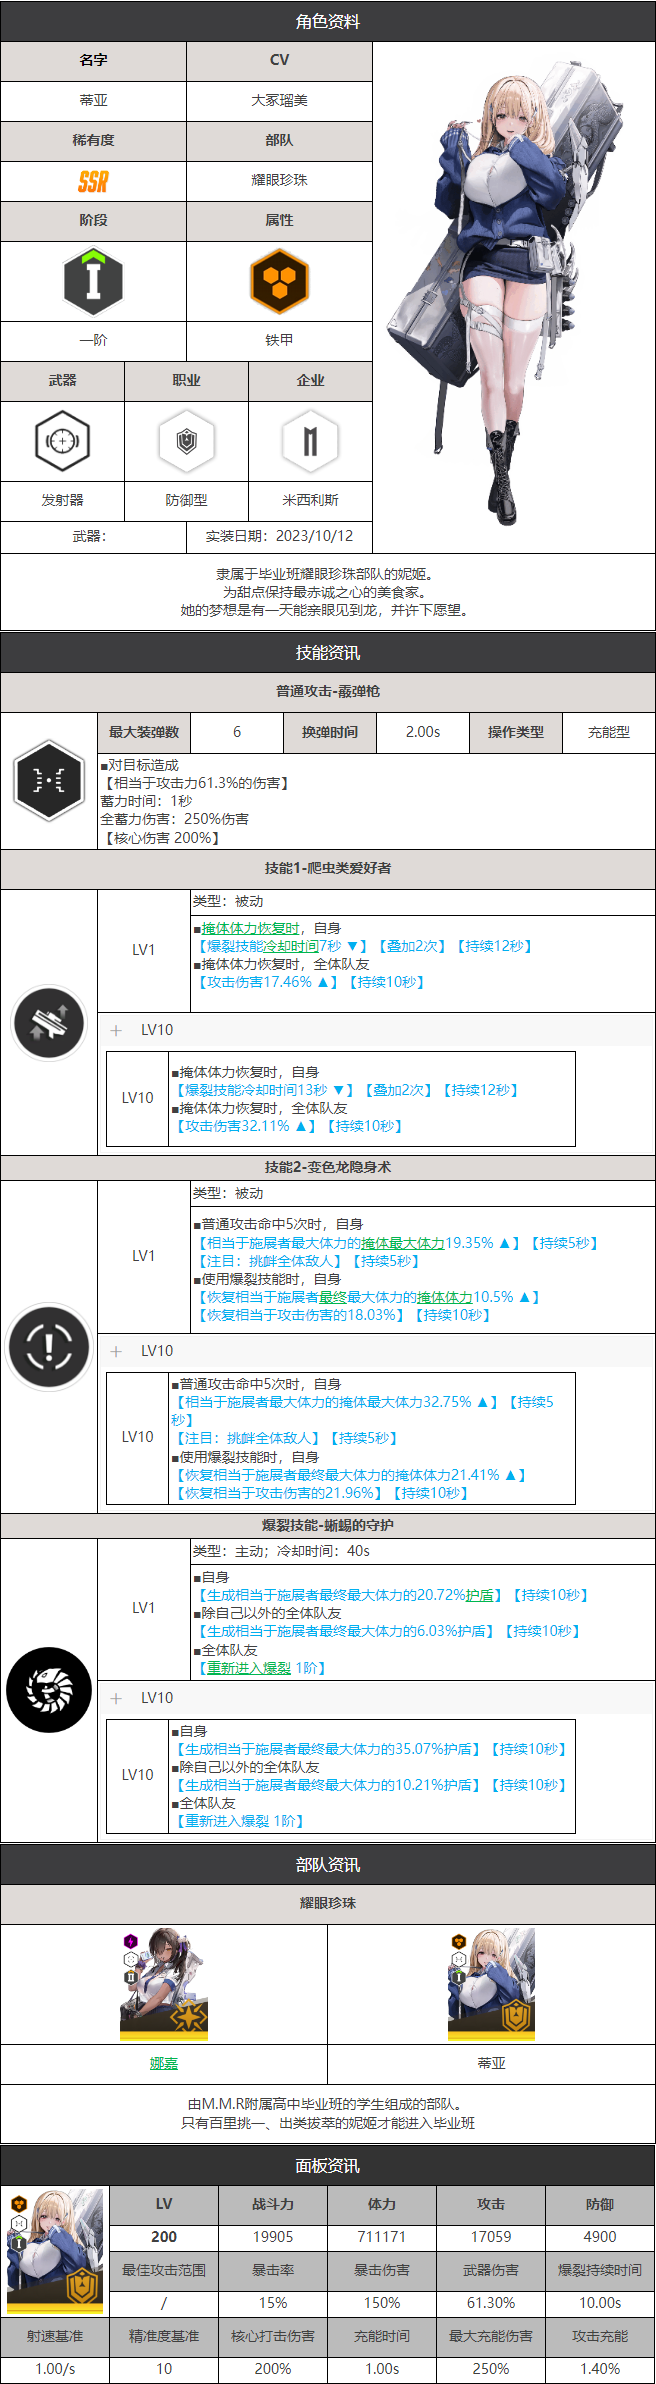 角色资料
名字
CV
蒂亚
大冢瑠美
稀有度
部队
SSR
耀眼珍珠
阶段
属性
I
一阶
铁甲
武器
职业
企业
发射器
防御型
米西利斯
武器：
实装日期：2023/10/12
隶属于毕业班耀眼珍珠部队的妮姬。
为甜点保持最赤诚之心的美食家。
她的梦想是有一天能亲眼见到龙，并许下愿望。
技能资讯
普通攻击-霰弹枪
最大装弹数
6
换弹时间
2.00s
操作类型
充能型
■对目标造成
【相当于攻击力61.3%的伤害】
蓄力时间：1秒
全蓄力伤害：250%伤害
【核心伤害 200%】
技能1-爬虫类爱好者
LV1
类型：被动
■掩体体力恢复时，自身
【爆裂技能冷却时间7秒 ▼】【叠加2次】【持续12秒】
■掩体体力恢复时，全体队友
【攻击伤害17.46% ▲】【持续10秒】
＋ LV10
LV10
■掩体体力恢复时，自身
【爆裂技能冷却时间13秒 ▼】【叠加2次】【持续12秒】
■掩体体力恢复时，全体队友
【攻击伤害32.11% ▲】【持续10秒】
技能2-变色龙隐身术
LV1
类型：被动
■普通攻击命中5次时，自身
【相当于施展者最大体力的掩体最大体力19.35% ▲】【持续5秒】
【注目：挑衅全体敌人】【持续5秒】
■使用爆裂技能时，自身
【恢复相当于施展者最终最大体力的掩体体力10.5% ▲】
【恢复相当于攻击伤害的18.03%】【持续10秒】
＋ LV10
LV10
■普通攻击命中5次时，自身
【相当于施展者最大体力的掩体最大体力32.75% ▲】【持续5
秒】
【注目：挑衅全体敌人】【持续5秒】
■使用爆裂技能时，自身
【恢复相当于施展者最终最大体力的掩体体力21.41% ▲】
【恢复相当于攻击伤害的21.96%】【持续10秒】
爆裂技能-蜥蜴的守护
LV1
类型：主动；冷却时间：40s
■自身
【生成相当于施展者最终最大体力的20.72%护盾】【持续10秒】
■除自己以外的全体队友
【生成相当于施展者最终最大体力的6.03%护盾】【持续10秒】
■全体队友
【重新进入爆裂 1阶】
＋ LV10
LV10
■自身
【生成相当于施展者最终最大体力的35.07%护盾】【持续10秒】
■除自己以外的全体队友
【生成相当于施展者最终最大体力的10.21%护盾】【持续10秒】
■全体队友
【重新进入爆裂 1阶】
部队资讯
耀眼珍珠
娜嘉
蒂亚
由M.M.R附属高中毕业班的学生组成的部队。
只有百里挑一、出类拔萃的妮姬才能进入毕业班
面板资讯
LV
战斗力
体力
攻击
防御
200
19905
711171
17059
4900
最佳攻击范围
暴击率
暴击伤害
武器伤害
爆裂持续时间
/
15%
150%
61.30%
10.00s
射速基准
精准度基准
核心打击伤害
充能时间
最大充能伤害
攻击充能
1.00/s
10
200%
1.00s
250%
1.40%